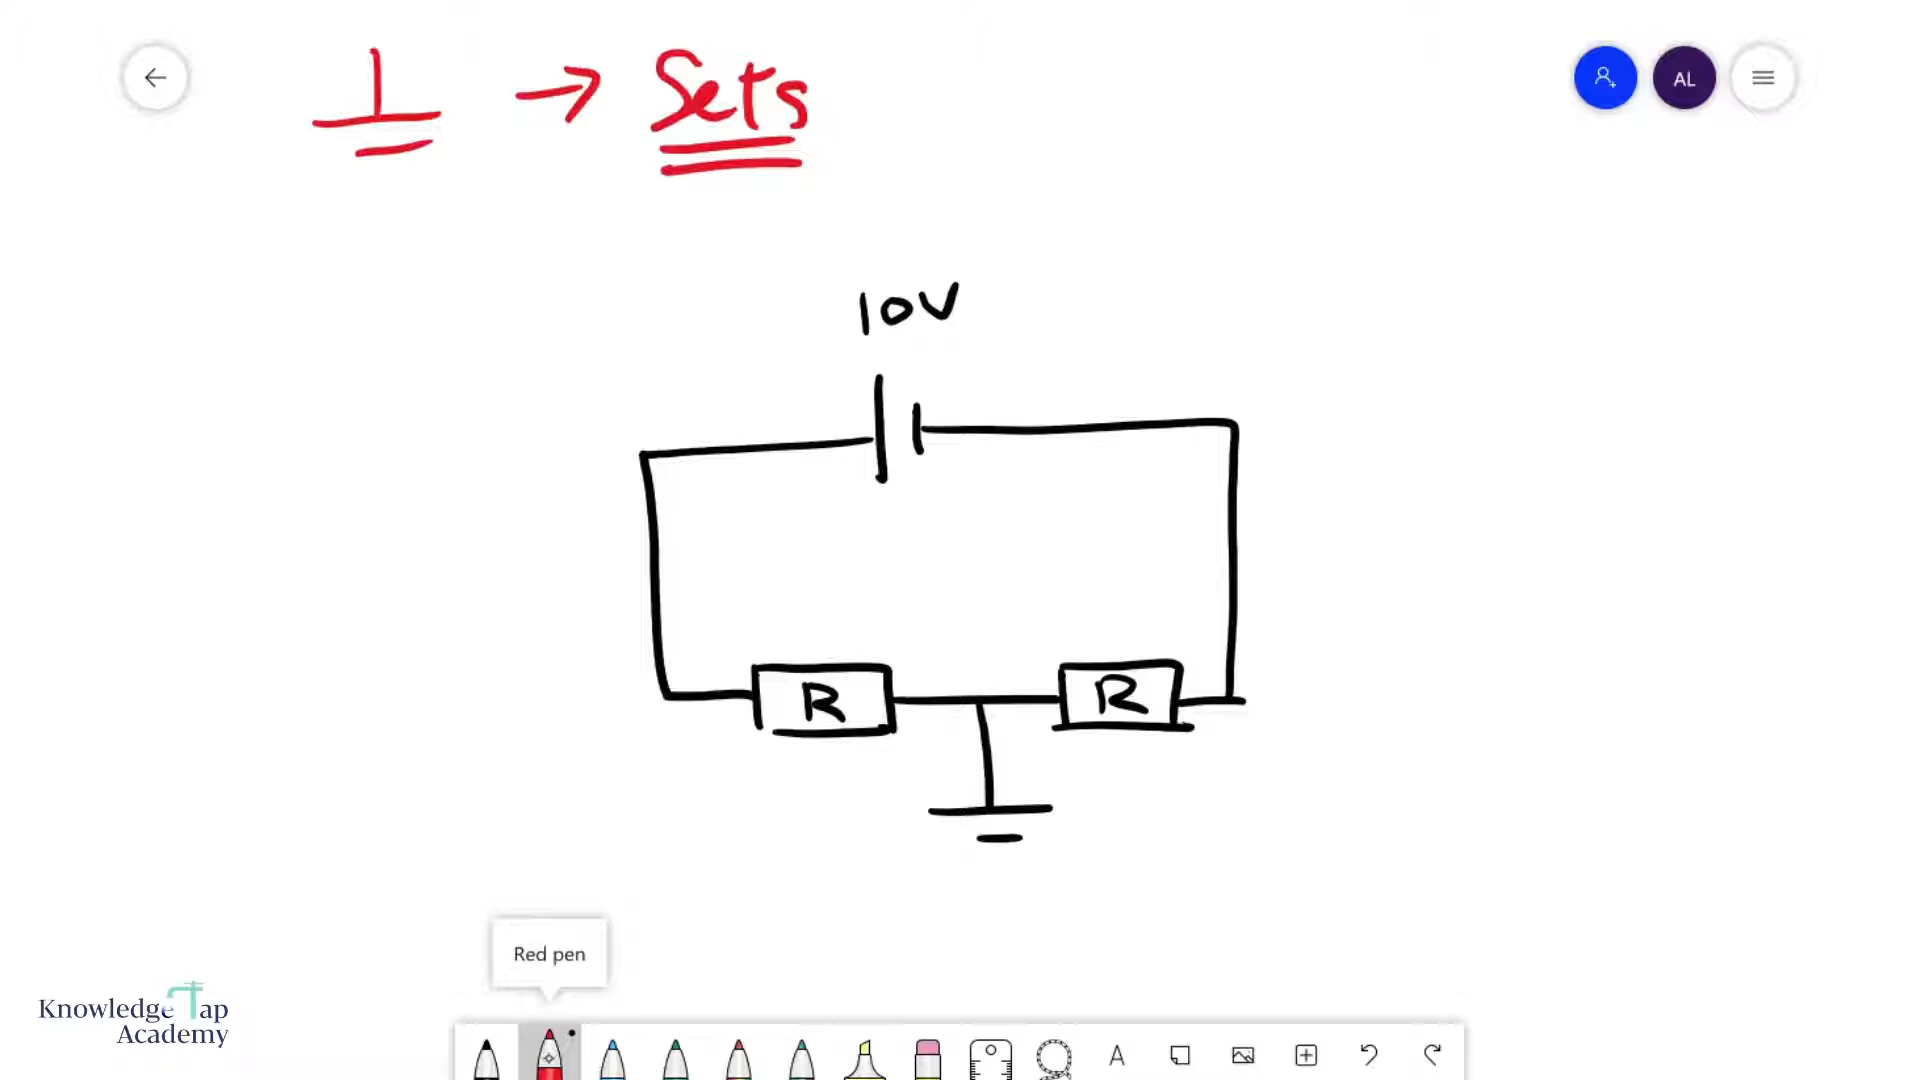 → Sets
AL
10V
R
R
Red pen
Knowledge Tap
Academy
A